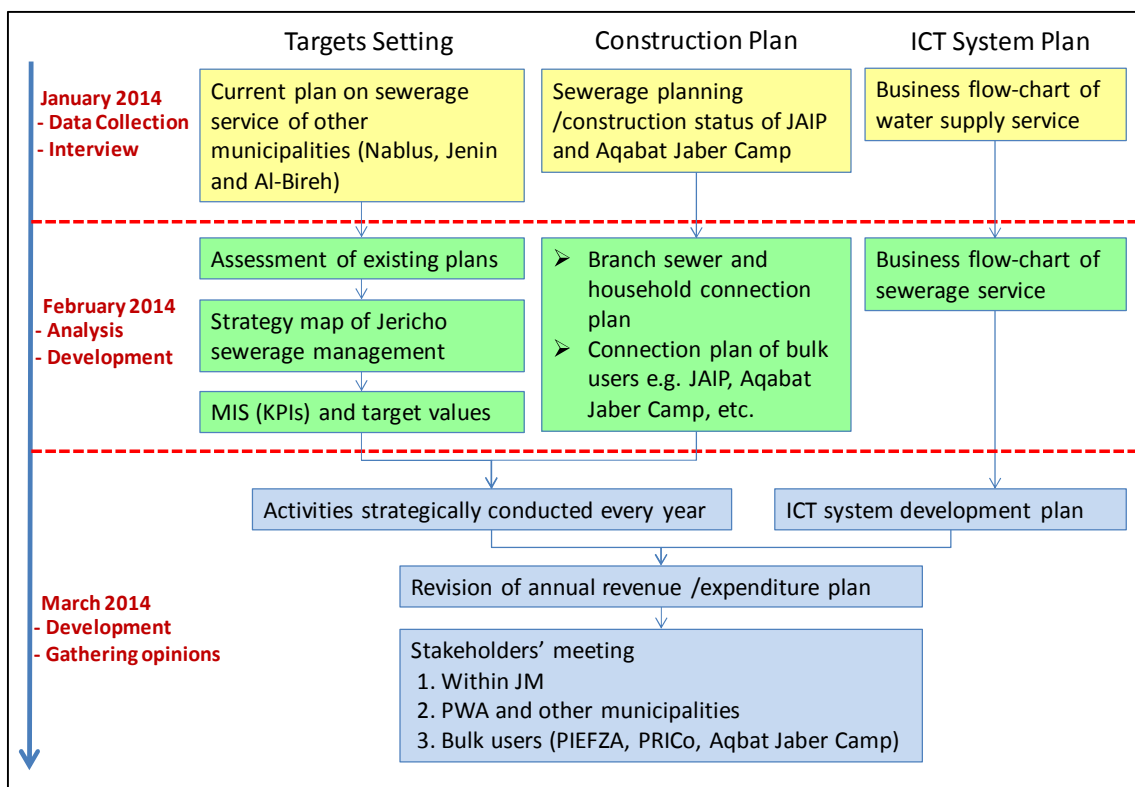 Targets Setting
Construction Plan
ICT System Plan
January 2014
- Data Collection
- Interview
Current plan on sewerage
service of other
municipalities (Nablus, Jenin
and Al-Bireh)
Sewerage planning
/construction status of JAIP
and Aqabat Jaber Camp
Business flow-chart of
water supply service
February 2014
- Analysis
- Development
Assessment of existing plans
Strategy map of Jericho
sewerage management
MIS (KPIs) and target values
➢ Branch sewer and
household connection
plan
➢ Connection plan of bulk
users e.g. JAIP, Aqabat
Jaber Camp, etc.
Business flow-chart of
sewerage service
March 2014
- Development
- Gathering opinions
Activities strategically conducted every year
ICT system development plan
Revision of annual revenue /expenditure plan
Stakeholders’ meeting
1. Within JM
2. PWA and other municipalities
3. Bulk users (PIEFZA, PRICo, Aqbat Jaber Camp)